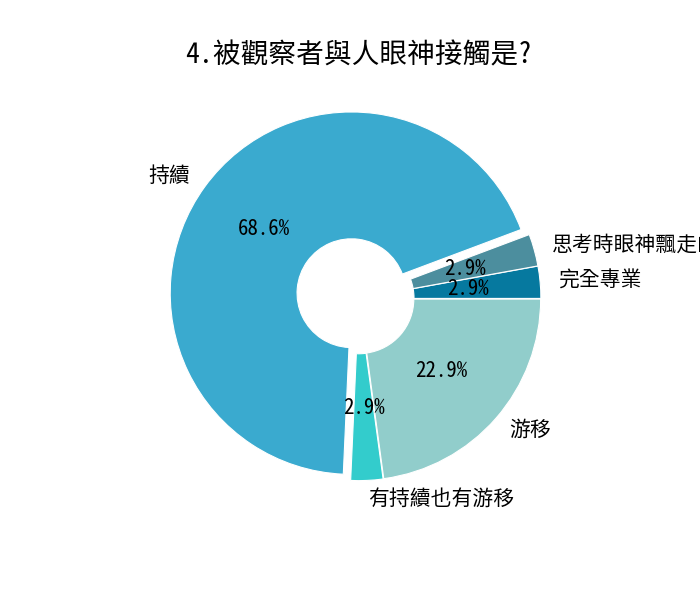 4.被觀察者與人眼神接觸是?
持續
68.6%
思考時眼神飄走
2.9%
2.9%
完全專業
22.9%
2.9%
游移
有持續也有游移